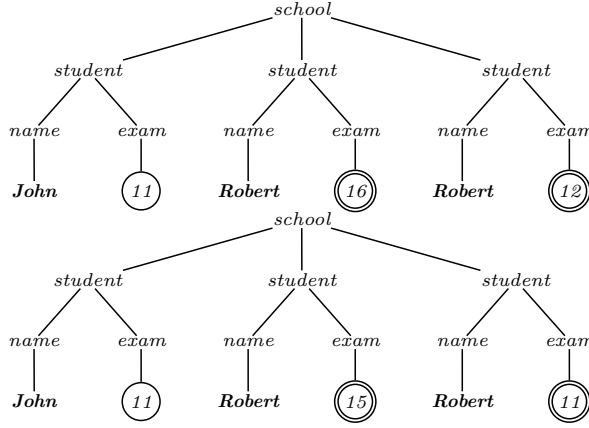 school
student student student
name exam name exam name exam
John 11 Robert 16 Robert 12
school
student student student
name exam name exam name exam
John 11 Robert 15 Robert 11